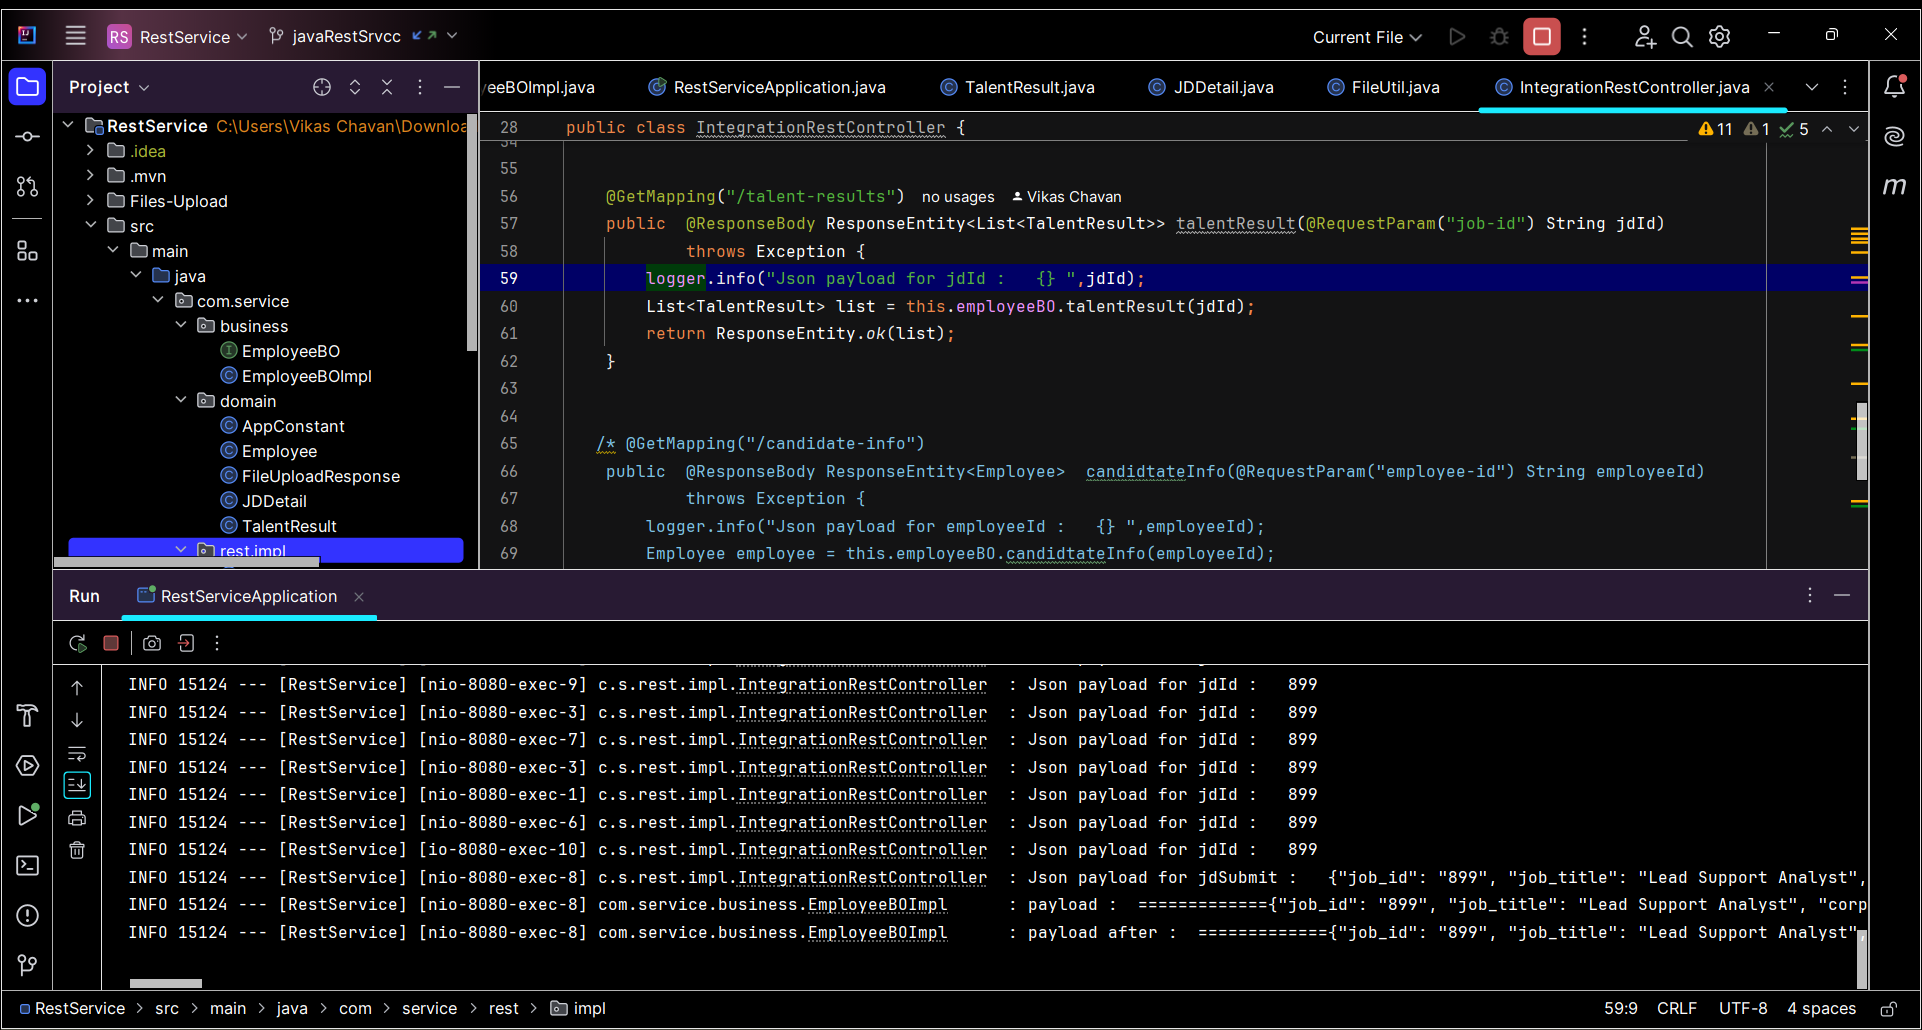 RS RestService javaRestSrvcc Current File
Project
RestService C:\Users\Vikas Chavan\Downloa
.idea
.mvn
Files-Upload
src
main
java
com.service
business
EmployeeBO
EmployeeBOImpl
domain
AppConstant
Employee
FileUploadResponse
JDDetail
TalentResult
rest.impl
eeBOImpl.java RestServiceApplication.java TalentResult.java JDDetail.java FileUtil.java IntegrationRestController.java
28 public class IntegrationRestController { 11 1 5
54
55
56 @GetMapping("/talent-results") no usages Vikas Chavan
57 public @ResponseBody ResponseEntity<List<TalentResult>> talentResult(@RequestParam("job-id") String jdId)
58 throws Exception {
59 logger.info("Json payload for jdId :   {} ",jdId);
60 List<TalentResult> list = this.employeeBO.talentResult(jdId);
61 return ResponseEntity.ok(list);
62 }
63
64
65 /* @GetMapping("/candidate-info")
66 public @ResponseBody ResponseEntity<Employee> candidtateInfo(@RequestParam("employee-id") String employeeId)
67 throws Exception {
68 logger.info("Json payload for employeeId :   {} ",employeeId);
69 Employee employee = this.employeeBO.candidtateInfo(employeeId);
m
Run RestServiceApplication
INFO 15124 --- [RestService] [nio-8080-exec-9] c.s.rest.impl.IntegrationRestController  : Json payload for jdId :   899
INFO 15124 --- [RestService] [nio-8080-exec-3] c.s.rest.impl.IntegrationRestController  : Json payload for jdId :   899
INFO 15124 --- [RestService] [nio-8080-exec-7] c.s.rest.impl.IntegrationRestController  : Json payload for jdId :   899
INFO 15124 --- [RestService] [nio-8080-exec-3] c.s.rest.impl.IntegrationRestController  : Json payload for jdId :   899
INFO 15124 --- [RestService] [nio-8080-exec-1] c.s.rest.impl.IntegrationRestController  : Json payload for jdId :   899
INFO 15124 --- [RestService] [nio-8080-exec-6] c.s.rest.impl.IntegrationRestController  : Json payload for jdId :   899
INFO 15124 --- [RestService] [io-8080-exec-10] c.s.rest.impl.IntegrationRestController  : Json payload for jdId :   899
INFO 15124 --- [RestService] [nio-8080-exec-8] c.s.rest.impl.IntegrationRestController  : Json payload for jdSubmit :   {"job_id": "899", "job_title": "Lead Support Analyst",
INFO 15124 --- [RestService] [nio-8080-exec-8] com.service.business.EmployeeBOImpl      : payload :  =============={"job_id": "899", "job_title": "Lead Support Analyst", "corp
INFO 15124 --- [RestService] [nio-8080-exec-8] com.service.business.EmployeeBOImpl      : payload after :  ============={"job_id": "899", "job_title": "Lead Support Analyst",
RestService > src > main > java > com > service > rest > impl 59:9 CRLF UTF-8 4 spaces